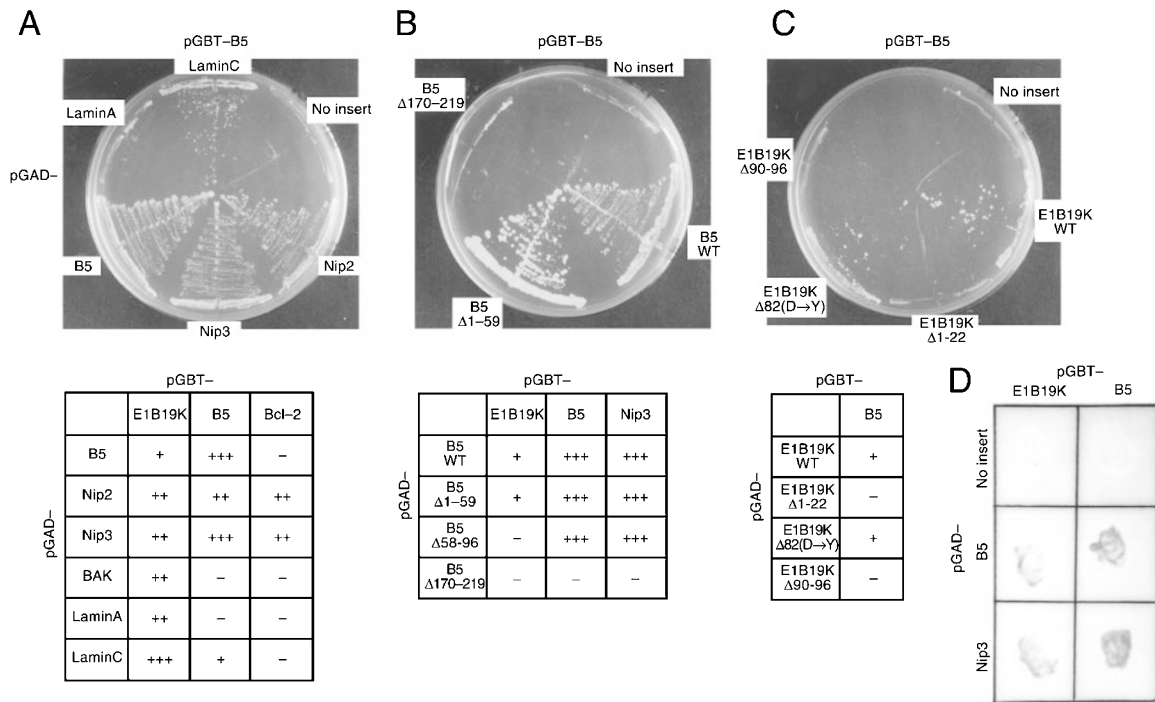 A
pGBT–B5
LaminC
LaminA
No insert
pGAD–
B5
Nip2
Nip3
B
pGBT–B5
No insert
B5
Δ170–219
B5
WT
B5
Δ1–59
C
pGBT–B5
No insert
E1B19K
Δ90-96
E1B19K
WT
E1B19K
Δ82(D→Y)
E1B19K
Δ1-22
pGBT–
E1B19K B5 Bcl–2
pGAD–
B5 + +++ –
Nip2 ++ ++ ++
Nip3 ++ +++ ++
BAK ++ – –
LaminA ++ – –
LaminC +++ + –
pGBT–
E1B19K B5 Nip3
pGAD–
B5
WT + +++ +++
B5
Δ1–59 + +++ +++
B5
Δ58-96 – +++ +++
B5
Δ170–219 – – –
pGBT–
B5
pGAD–
E1B19K
WT +
E1B19K
Δ1-22 –
E1B19K
Δ82(D→Y) +
E1B19K
Δ90-96 –
D
pGBT–
E1B19K B5
pGAD–
No insert
B5
Nip3